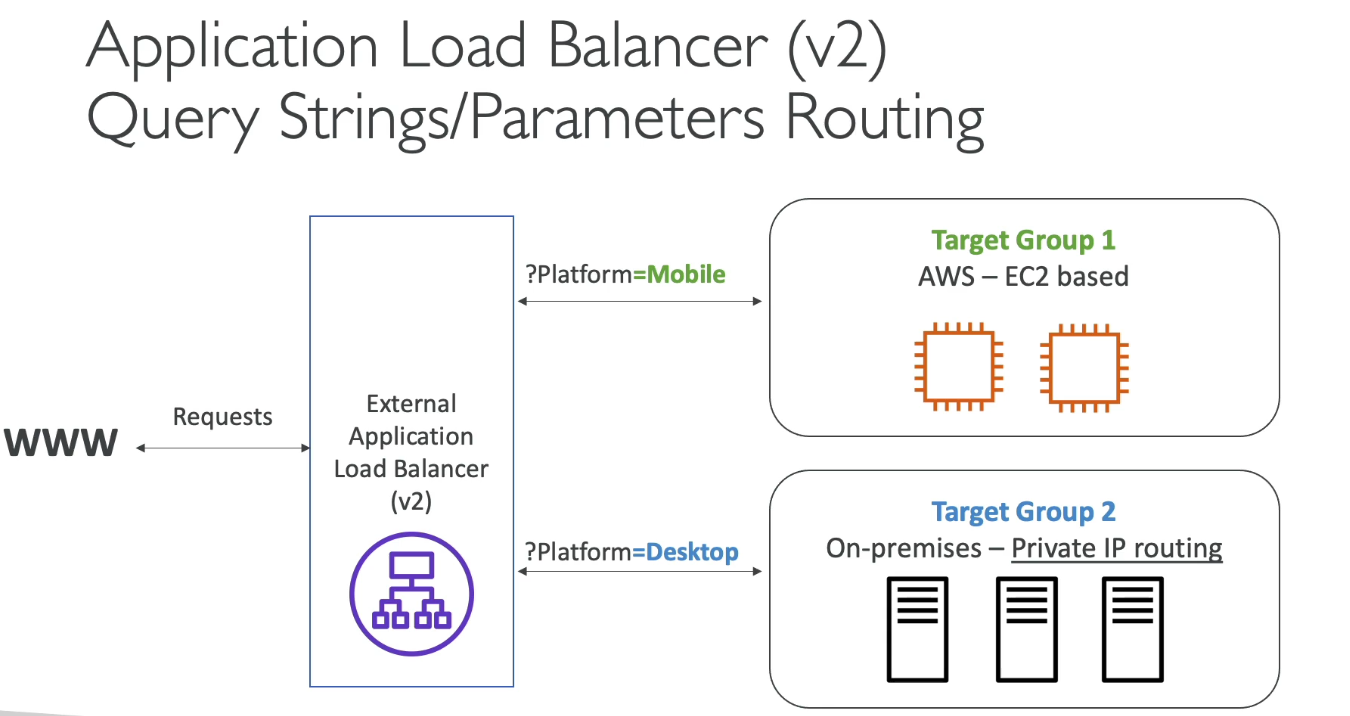 Application Load Balancer (v2)
Query Strings/Parameters Routing
WWW
Requests
External
Application
Load Balancer
(v2)
?Platform=Mobile
?Platform=Desktop
Target Group 1
AWS – EC2 based
Target Group 2
On-premises – Private IP routing